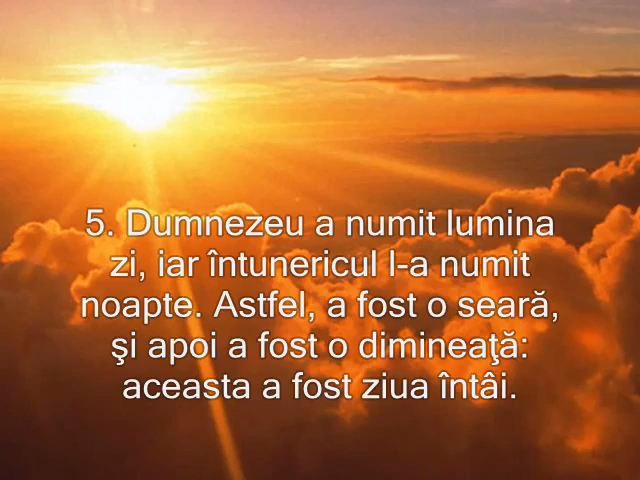 5. Dumnezeu a numit lumina
zi, iar întunericul l-a numit
noapte. Astfel, a fost o seară,
şi apoi a fost o dimineaţă:
aceasta a fost ziua întâi.